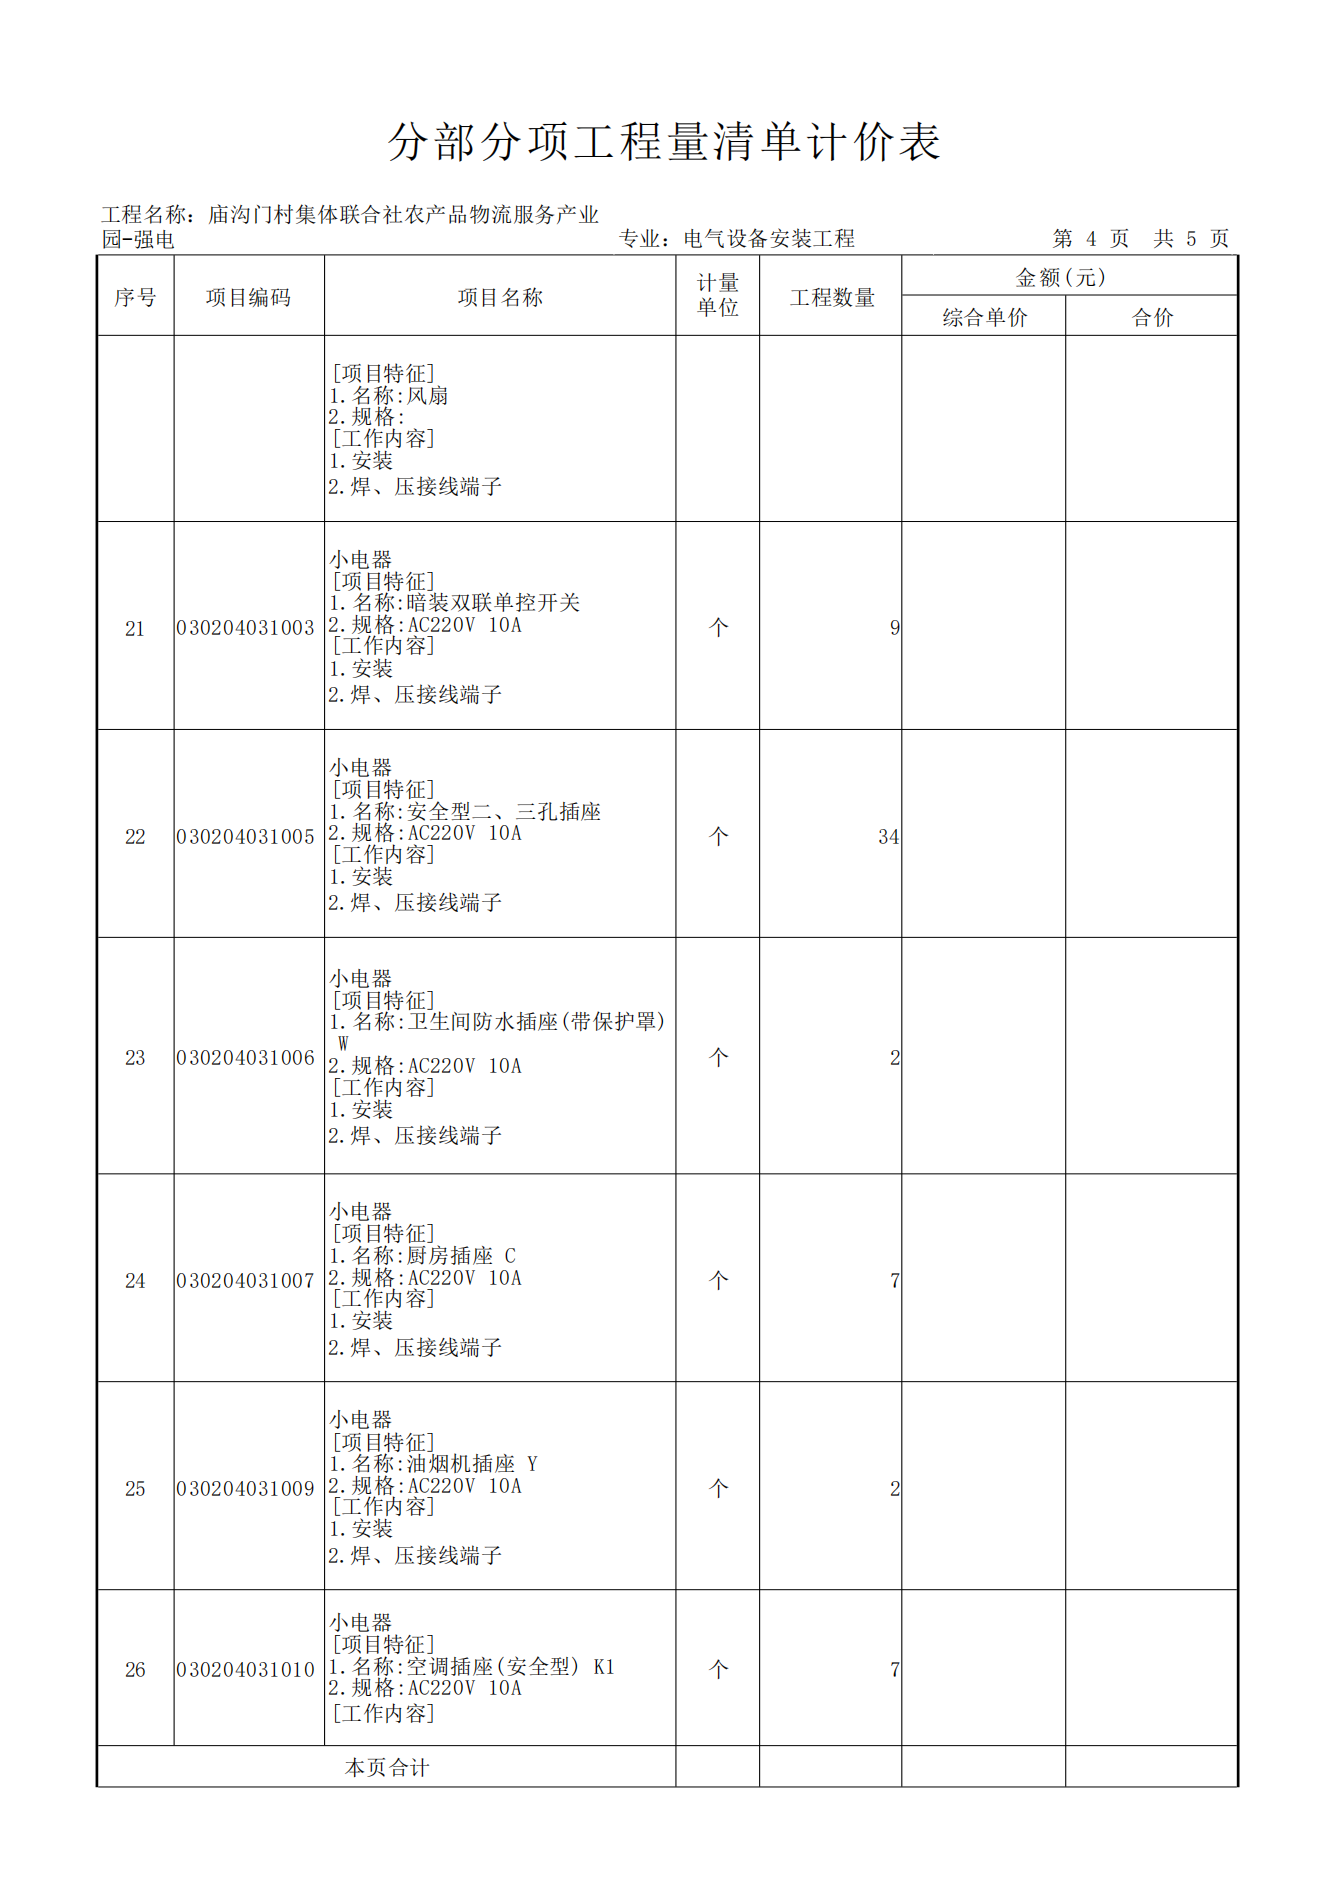 分部分项工程量清单计价表
工程名称：庙沟门村集体联合社农产品物流服务产业
园-强电
专业：电气设备安装工程
第 4 页 共 5 页
序号
项目编码
项目名称
计量
单位
工程数量
金额(元)
综合单价
合价
[项目特征]
1.名称:风扇
2.规格:
[工作内容]
1.安装
2.焊、压接线端子
21
030204031003
小电器
[项目特征]
1.名称:暗装双联单控开关
2.规格:AC220V 10A
[工作内容]
1.安装
2.焊、压接线端子
个
9
22
030204031005
小电器
[项目特征]
1.名称:安全型二、三孔插座
2.规格:AC220V 10A
[工作内容]
1.安装
2.焊、压接线端子
个
34
23
030204031006
小电器
[项目特征]
1.名称:卫生间防水插座(带保护罩)
W
2.规格:AC220V 10A
[工作内容]
1.安装
2.焊、压接线端子
个
2
24
030204031007
小电器
[项目特征]
1.名称:厨房插座 C
2.规格:AC220V 10A
[工作内容]
1.安装
2.焊、压接线端子
个
7
25
030204031009
小电器
[项目特征]
1.名称:油烟机插座 Y
2.规格:AC220V 10A
[工作内容]
1.安装
2.焊、压接线端子
个
2
26
030204031010
小电器
[项目特征]
1.名称:空调插座(安全型) K1
2.规格:AC220V 10A
[工作内容]
个
7
本页合计